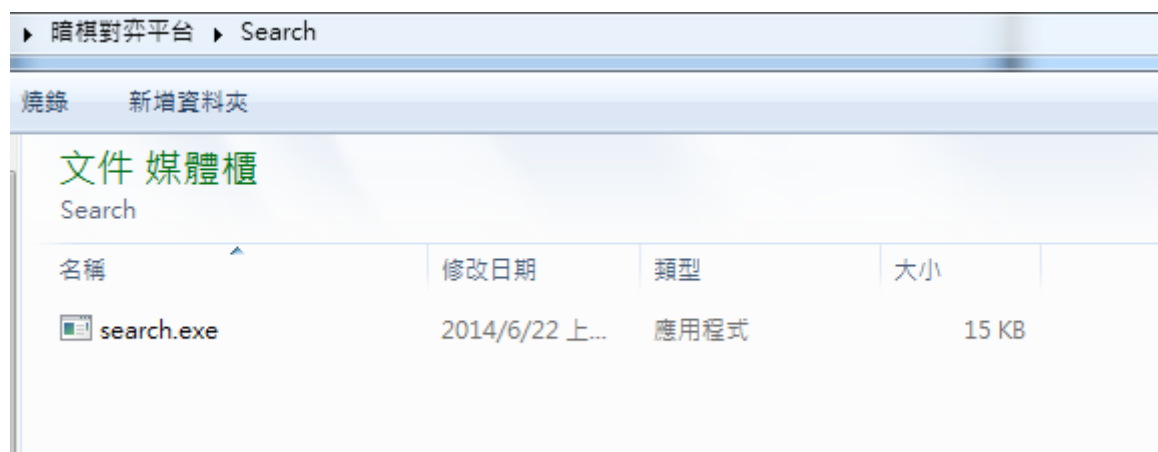 ▸ 暗棋對弈平台 ▸ Search
燒錄 新增資料夾
文件 媒體櫃
Search
名稱 修改日期 類型 大小
search.exe 2014/6/22 上... 應用程式 15 KB